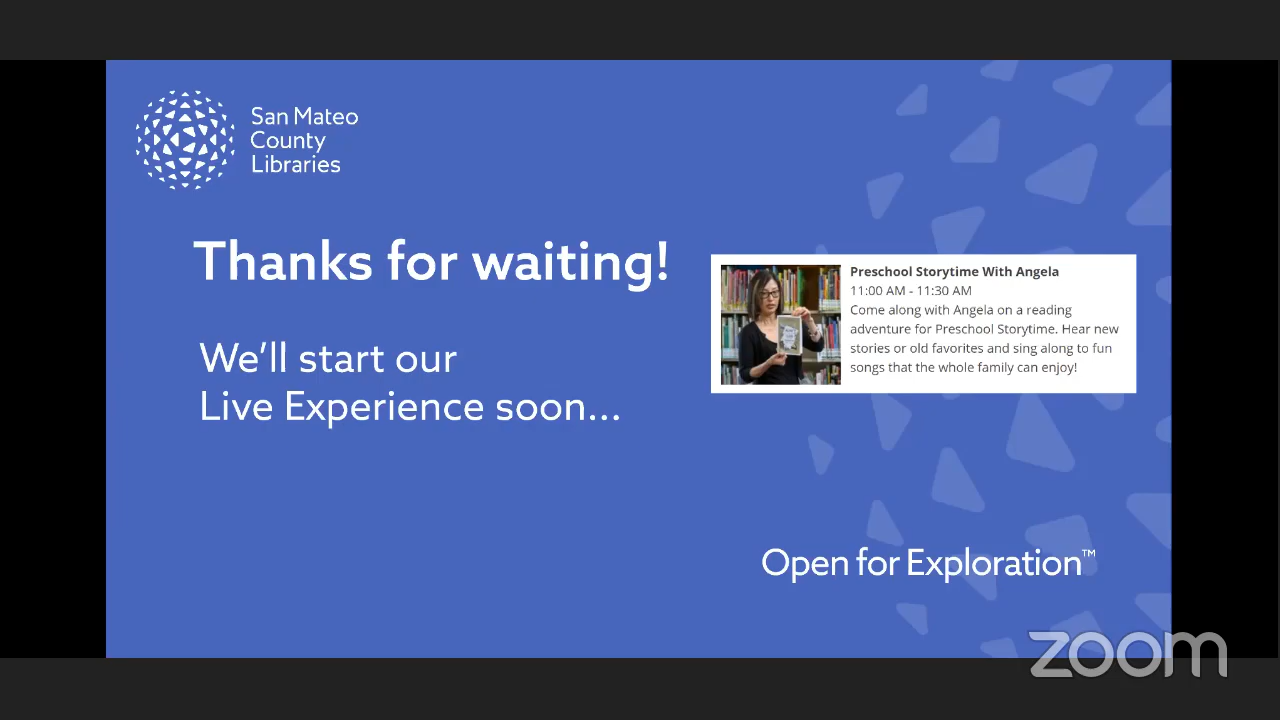 San Mateo
County
Libraries
Thanks for waiting!
We'll start our
Live Experience soon...
Preschool Storytime With Angela
11:00 AM - 11:30 AM
Come along with Angela on a reading
adventure for Preschool Storytime. Hear new
stories or old favorites and sing along to fun
songs that the whole family can enjoy!
Open for Exploration™
zoom